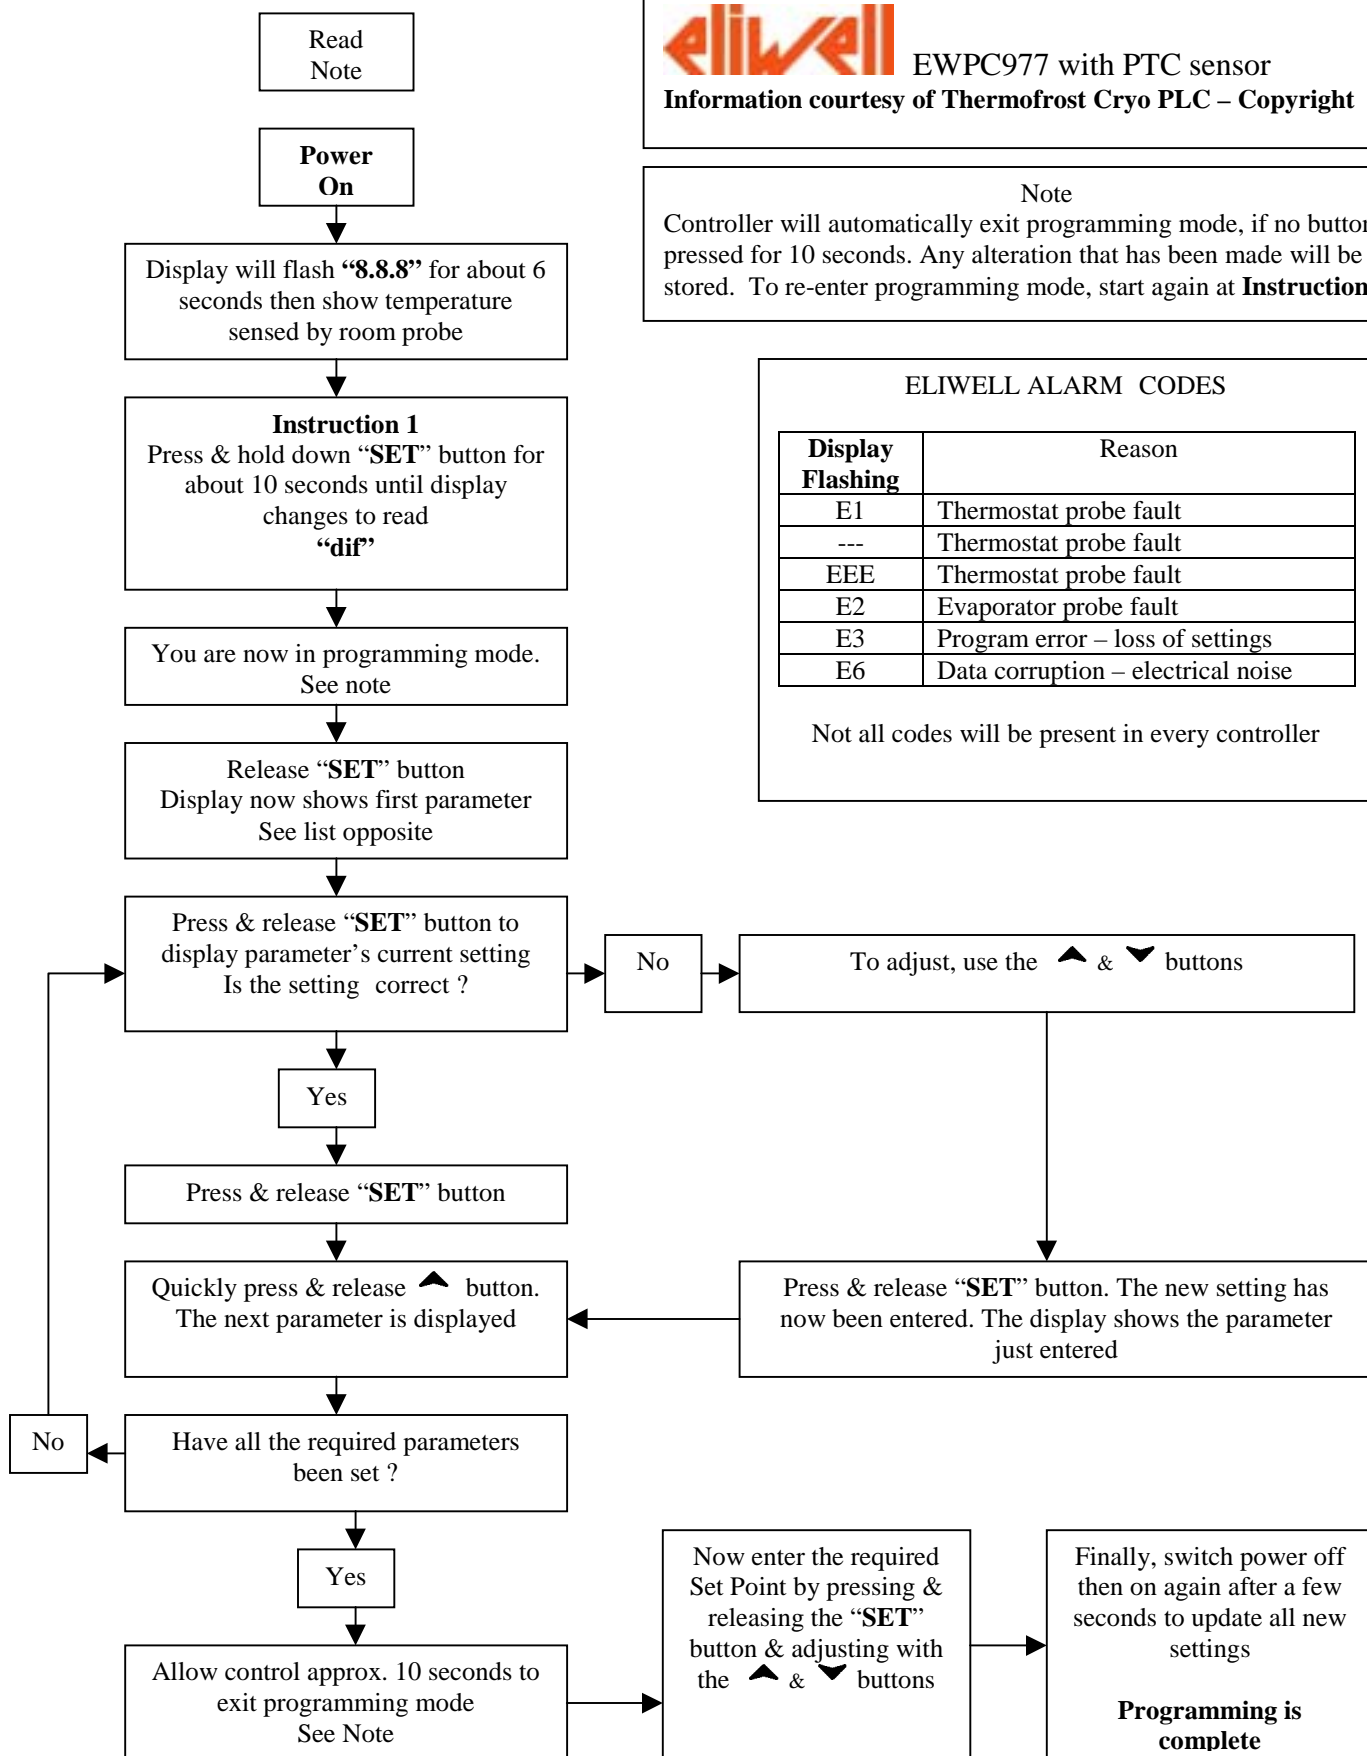 Read
Note
eliwell EWPC977 with PTC sensor
Information courtesy of Thermofrost Cryo PLC – Copyright
Power
On
Note
Controller will automatically exit programming mode, if no button
pressed for 10 seconds. Any alteration that has been made will be
stored. To re-enter programming mode, start again at Instruction
Display will flash “8.8.8” for about 6
seconds then show temperature
sensed by room probe
Instruction 1
Press & hold down “SET” button for
about 10 seconds until display
changes to read
“dif”
ELIWELL ALARM CODES
Display Flashing Reason
E1 Thermostat probe fault
--- Thermostat probe fault
EEE Thermostat probe fault
E2 Evaporator probe fault
E3 Program error – loss of settings
E6 Data corruption – electrical noise
Not all codes will be present in every controller
You are now in programming mode.
See note
Release “SET” button
Display now shows first parameter
See list opposite
Press & release “SET” button to
display parameter’s current setting
Is the setting correct ?
No
To adjust, use the & buttons
Yes
Press & release “SET” button
Quickly press & release button.
The next parameter is displayed
Press & release “SET” button. The new setting has
now been entered. The display shows the parameter
just entered
No
Have all the required parameters
been set ?
Yes
Allow control approx. 10 seconds to
exit programming mode
See Note
Now enter the required
Set Point by pressing &
releasing the “SET”
button & adjusting with
the & buttons
Finally, switch power off
then on again after a few
seconds to update all new
settings
Programming is
complete